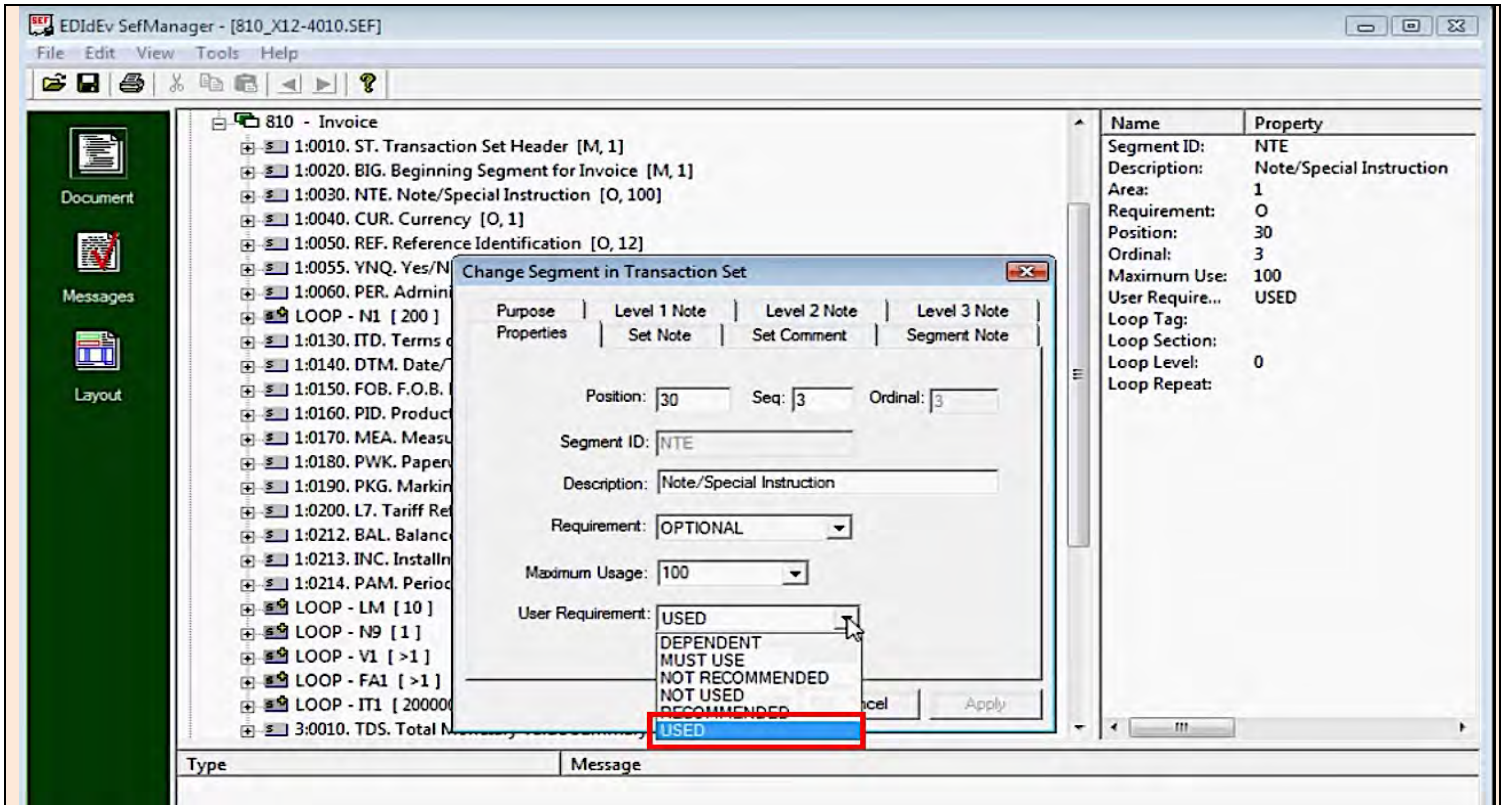 EDIdEv SefManager - [810_X12-4010.SEF]
File Edit View Tools Help
Document
Messages
Layout
810 - Invoice
1:0010. ST. Transaction Set Header [M, 1]
1:0020. BIG. Beginning Segment for Invoice [M, 1]
1:0030. NTE. Note/Special Instruction [O, 100]
1:0040. CUR. Currency [O, 1]
1:0050. REF. Reference Identification [O, 12]
1:0055. YNQ. Yes/N
1:0060. PER. Admini
LOOP - N1 [ 200 ]
1:0130. ITD. Terms
1:0140. DTM. Date/
1:0150. FOB. F.O.B.
1:0160. PID. Product
1:0170. MEA. Measu
1:0180. PWK. Paperw
1:0190. PKG. Markin
1:0200. L7. Tariff Ref
1:0212. BAL. Balance
1:0213. INC. Installm
1:0214. PAM. Period
LOOP - LM [ 10 ]
LOOP - N9 [ 1 ]
LOOP - V1 [ >1 ]
LOOP - FA1 [ >1 ]
LOOP - IT1 [ 200000
3:0010. TDS. Total Monetary Value Summary
Change Segment in Transaction Set
Purpose Level 1 Note Level 2 Note Level 3 Note
Properties Set Note Set Comment Segment Note
Position: 30 Seq: 3 Ordinal: 3
Segment ID: NTE
Description: Note/Special Instruction
Requirement: OPTIONAL
Maximum Usage: 100
User Requirement: USED
DEPENDENT
MUST USE
NOT RECOMMENDED
NOT USED
RECOMMENDED
USED
ncel Apply
Name Property
Segment ID: NTE
Description: Note/Special Instruction
Area: 1
Requirement: O
Position: 30
Ordinal: 3
Maximum Use: 100
User Require... USED
Loop Tag:
Loop Section:
Loop Level: 0
Loop Repeat:
Type Message